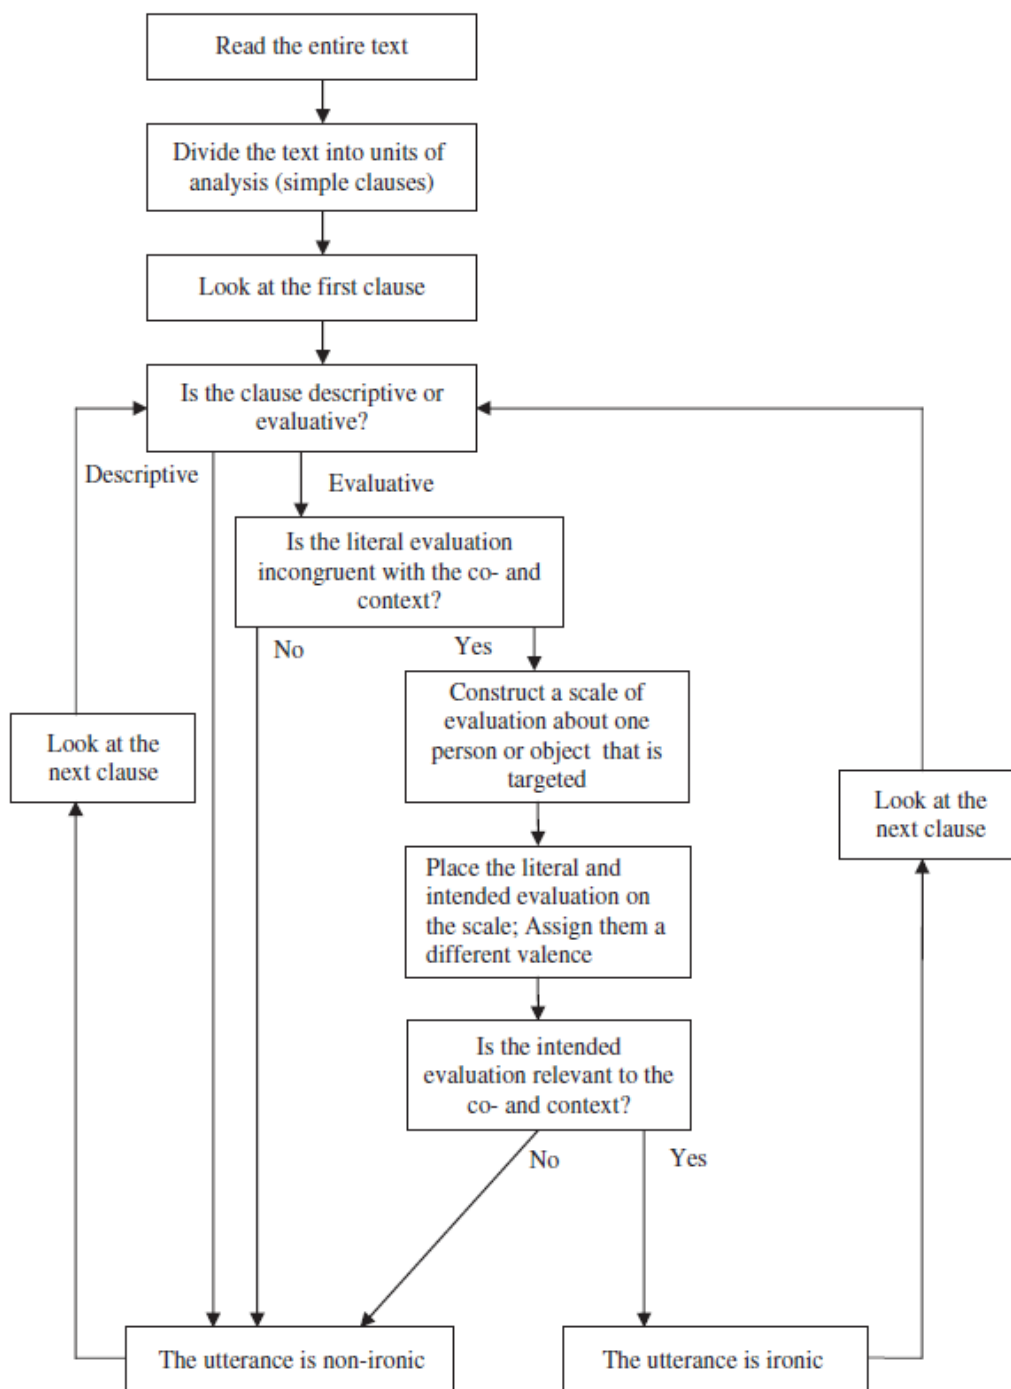 Read the entire text
Divide the text into units of
analysis (simple clauses)
Look at the first clause
Is the clause descriptive or
evaluative?
Descriptive
Evaluative
Is the literal evaluation
incongruent with the co- and
context?
No
Yes
Construct a scale of
evaluation about one
person or object that is
targeted
Look at the
next clause
Look at the
next clause
Place the literal and
intended evaluation on
the scale; Assign them a
different valence
Is the intended
evaluation relevant to the
co- and context?
No
Yes
The utterance is non-ironic
The utterance is ironic